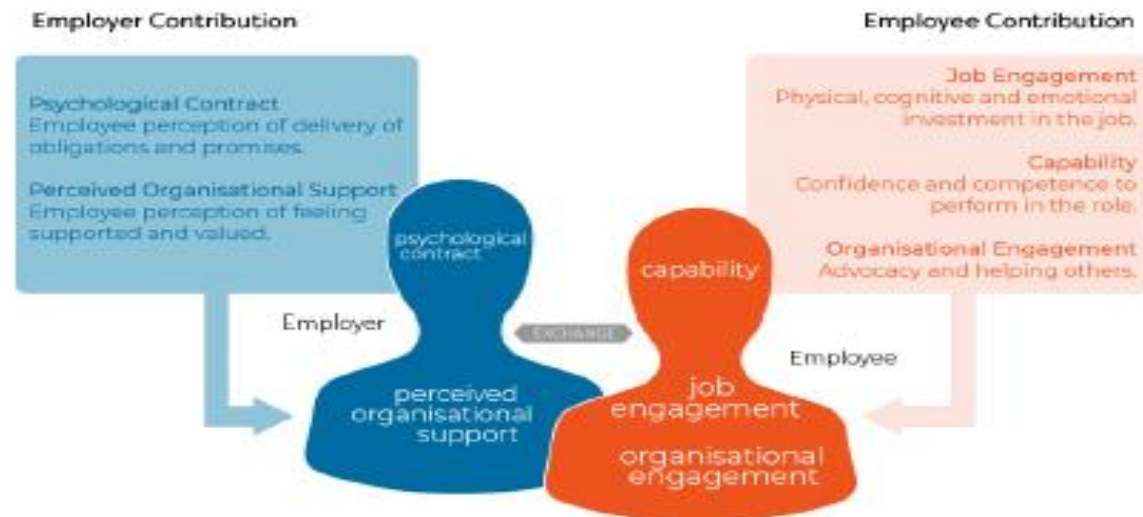 Employer Contribution
Employee Contribution
Psychological Contract
Employee perception of delivery of
obligations and promises.
Perceived Organisational Support
Employee perception of feeling
supported and valued.
Job Engagement
Physical, cognitive and emotional
investment in the job.
Capability
Confidence and competence to
perform in the role.
Organisational Engagement
Advocacy and helping others.
psychological
contract
capability
Employer
EXCHANGE
Employee
perceived
organisational
support
job
engagement
organisational
engagement